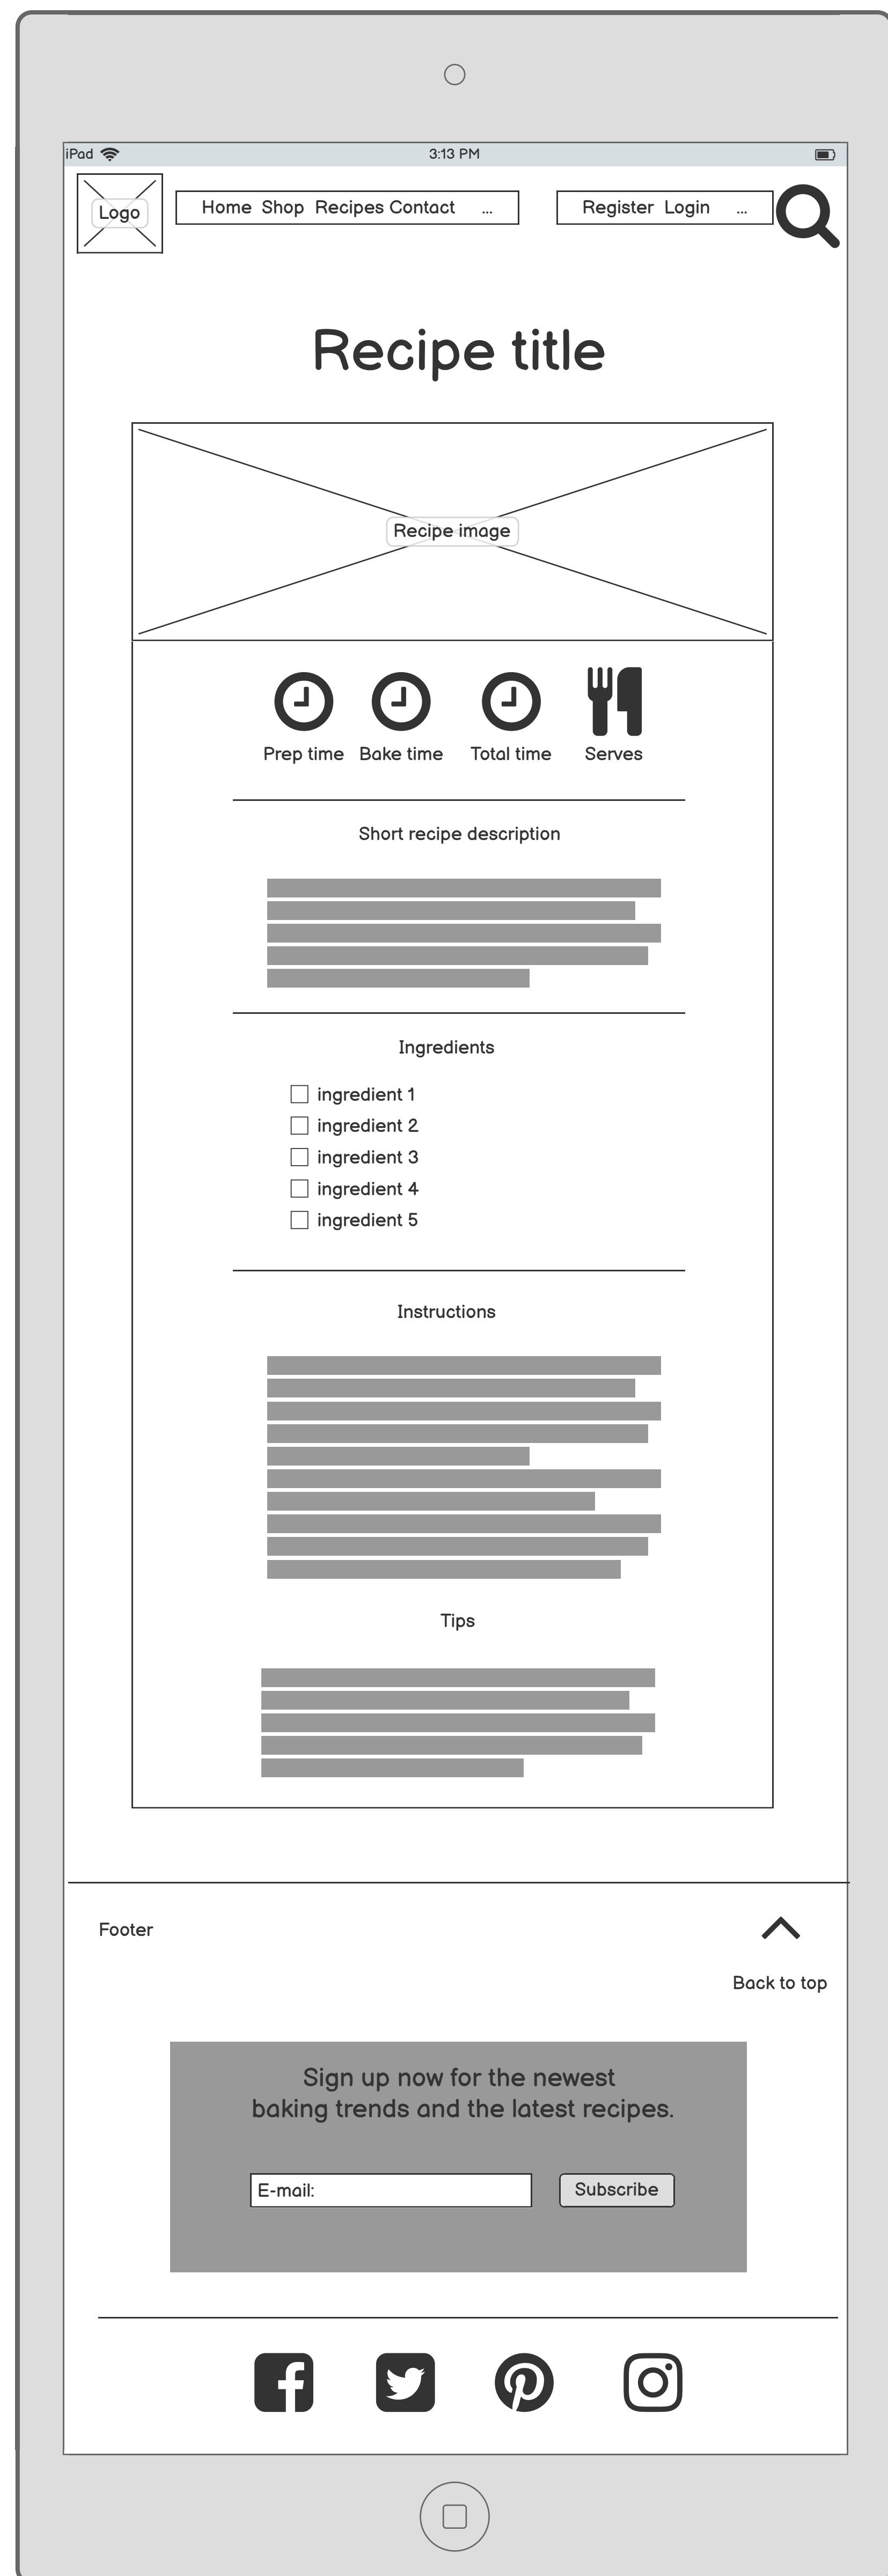 iPad 3:13 PM
Logo Home Shop Recipes Contact ... Register Login ...
Recipe title
Recipe image
Prep time Bake time Total time Serves
Short recipe description
Ingredients
ingredient 1
ingredient 2
ingredient 3
ingredient 4
ingredient 5
Instructions
Tips
Footer
Back to top
Sign up now for the newest
baking trends and the latest recipes.
E-mail: Subscribe